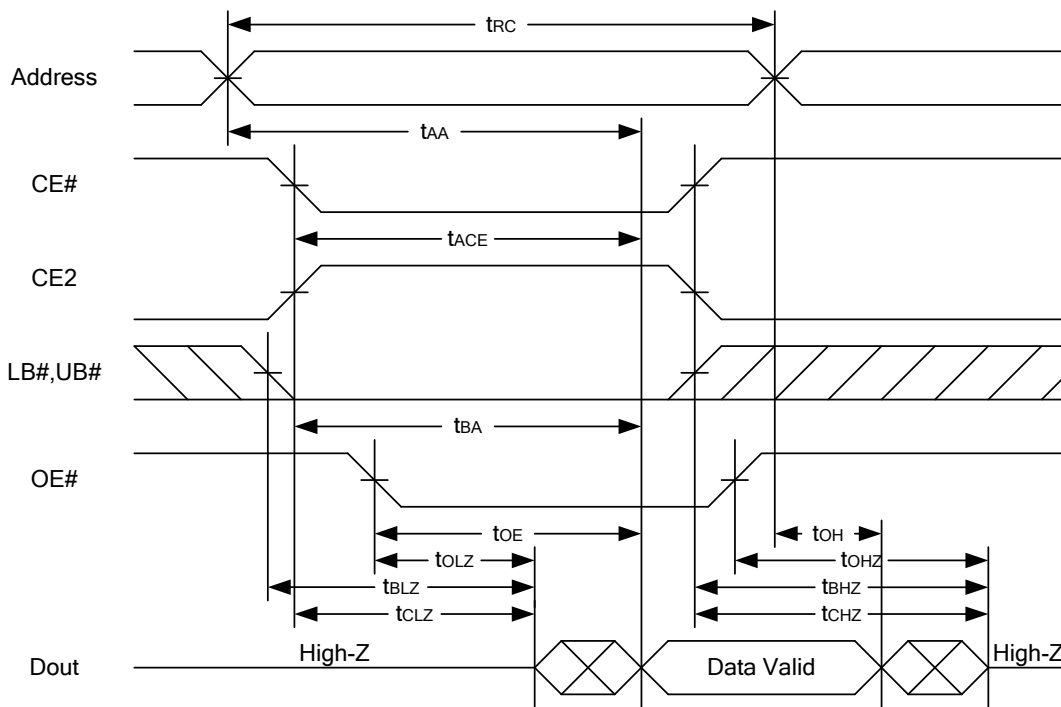 tRC
Address
tAA
CE#
tACE
CE2
LB#,UB#
tBA
OE#
tOE
tOH
tOLZ
tOHZ
tBLZ
tBHZ
tCLZ
tCHZ
Dout
High-Z
Data Valid
High-Z